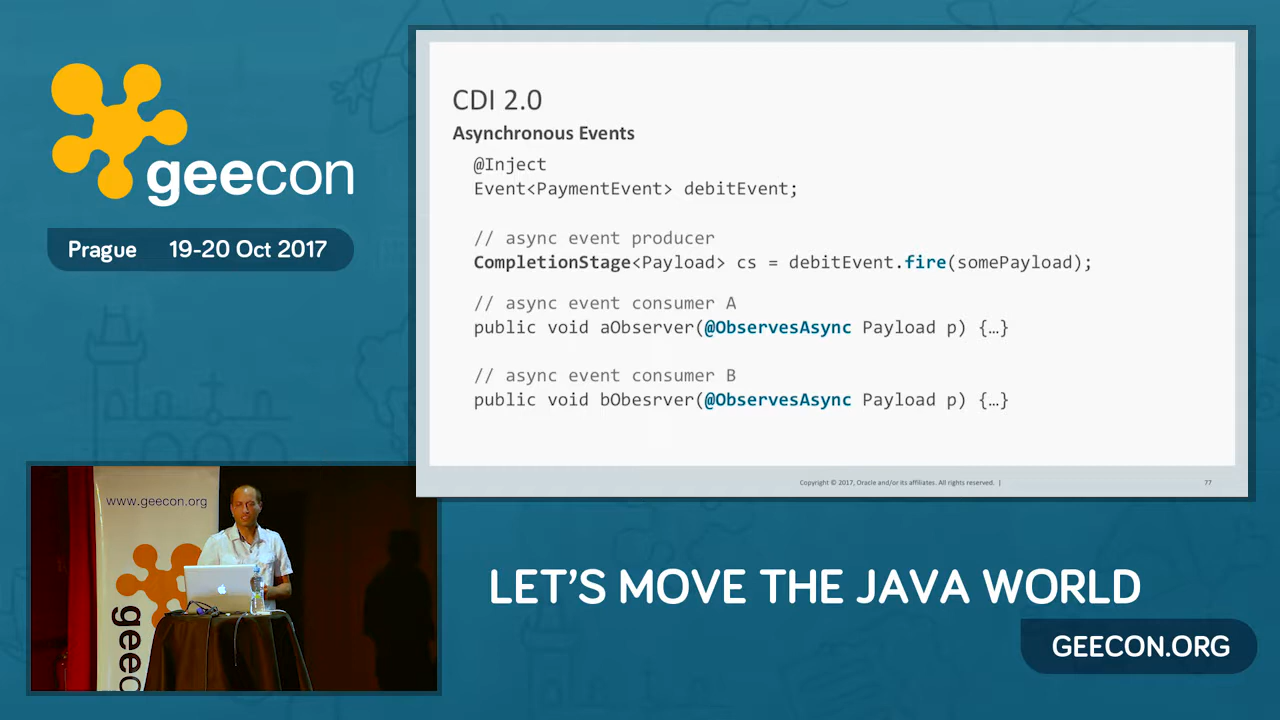 geecon
Prague 19-20 Oct 2017
CDI 2.0
Asynchronous Events
@Inject
Event<PaymentEvent> debitEvent;
// async event producer
CompletionStage<Payload> cs = debitEvent.fire(somePayload);
// async event consumer A
public void aObserver(@ObservesAsync Payload p) {…}
// async event consumer B
public void bObesrver(@ObservesAsync Payload p) {…}
Copyright © 2017, Oracle and/or its affiliates. All rights reserved. |
77
www.geecon.org
geec
LET'S MOVE THE JAVA WORLD
GEECON.ORG